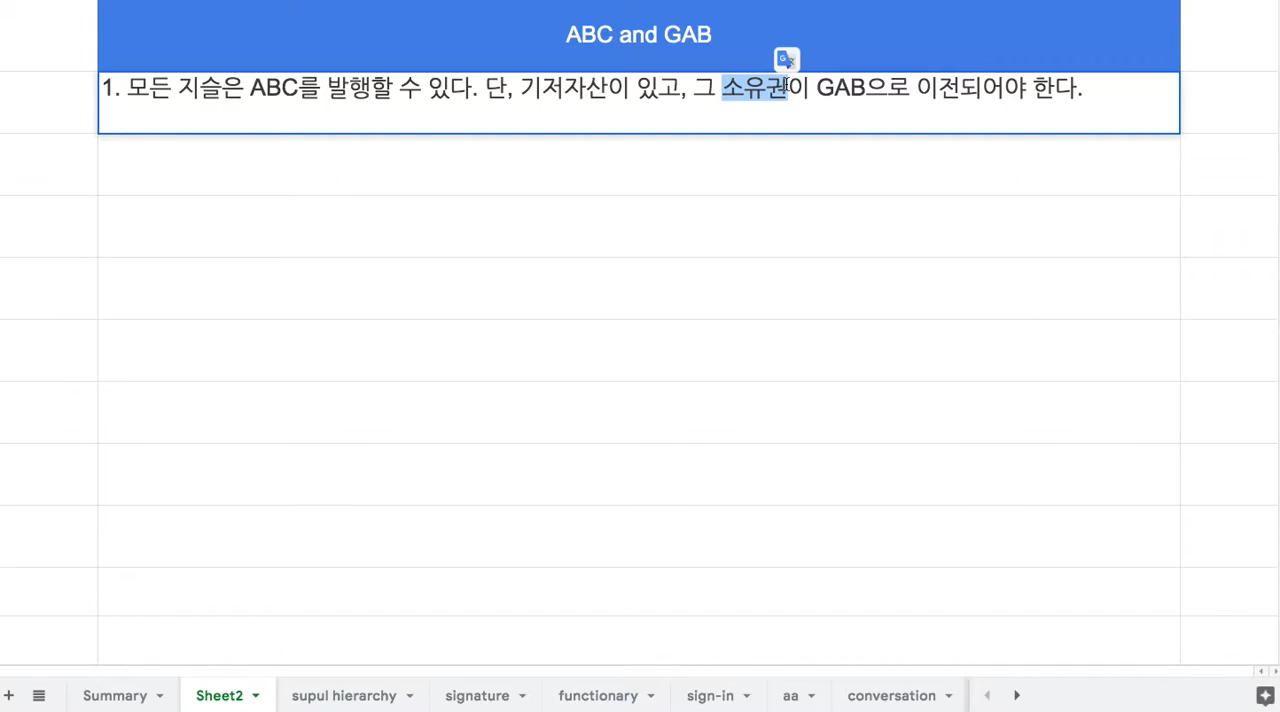 ABC and GAB
1. 모든 지슬은 ABC를 발행할 수 있다. 단, 기저자산이 있고, 그 소유권이 GAB으로 이전되어야 한다.
+ Summary Sheet2 supul hierarchy signature functionary sign-in aa conversation